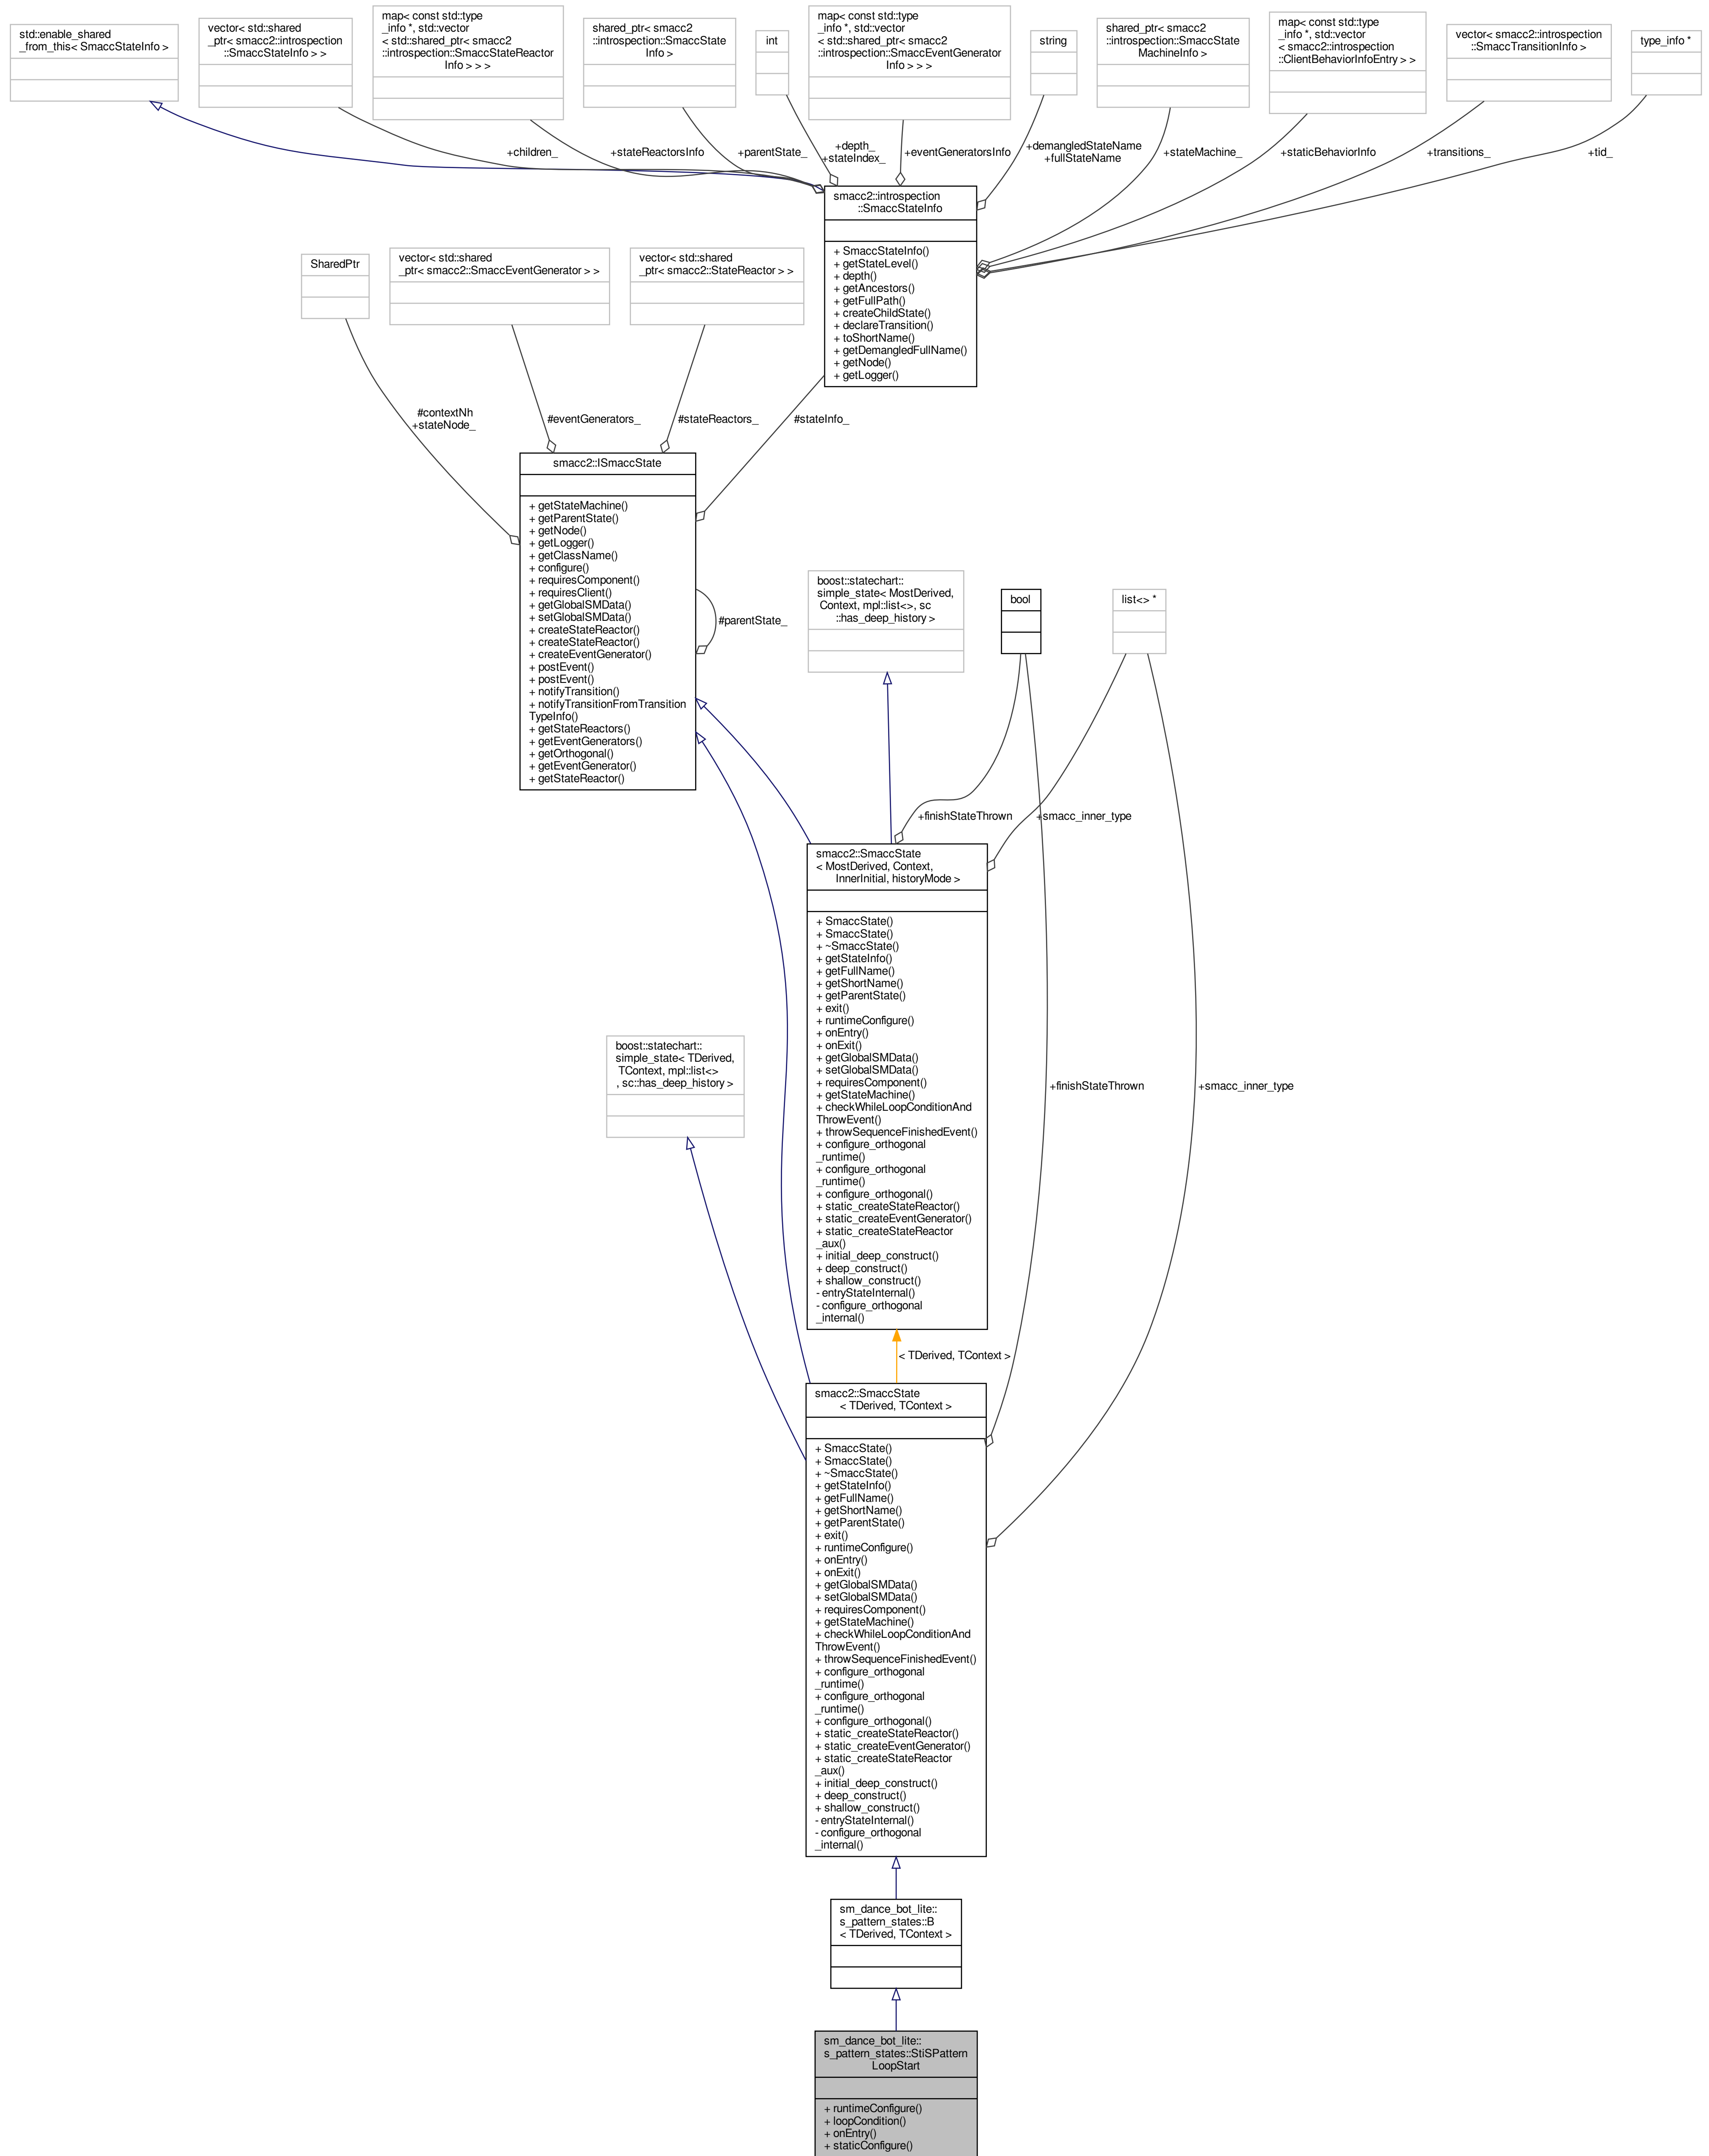 std::enable_shared
_from_this< SmaccStateInfo >
vector< std::shared
_ptr< smacc2::introspection
::SmaccStateInfo > >
map< const std::type
_info *, std::vector
< std::shared_ptr< smacc2
::introspection::SmaccStateReactor
Info > > >
shared_ptr< smacc2
::introspection::SmaccState
Info >
int
map< const std::type
_info *, std::vector
< std::shared_ptr< smacc2
::introspection::SmaccEventGenerator
Info > > >
string
shared_ptr< smacc2
::introspection::SmaccState
MachineInfo >
map< const std::type
_info *, std::vector
< smacc2::introspection
::ClientBehaviorInfoEntry > >
vector< smacc2::introspection
::SmaccTransitionInfo >
type_info *
+children_
+stateReactorsInfo
+parentState_
+depth_
+stateIndex_
+eventGeneratorsInfo
+demangledStateName
+fullStateName
+stateMachine_
+staticBehaviorInfo
+transitions_
+tid_
smacc2::introspection
::SmaccStateInfo
+ SmaccStateInfo()
+ getStateLevel()
+ depth()
+ getAncestors()
+ getFullPath()
+ createChildState()
+ declareTransition()
+ toShortName()
+ getDemangledFullName()
+ getNode()
+ getLogger()
SharedPtr
vector< std::shared
_ptr< smacc2::SmaccEventGenerator > >
vector< std::shared
_ptr< smacc2::StateReactor > >
#contextNh
+stateNode_
#eventGenerators_
#stateReactors_
#stateInfo_
smacc2::ISmaccState
+ getStateMachine()
+ getParentState()
+ getNode()
+ getLogger()
+ getClassName()
+ configure()
+ requiresComponent()
+ requiresClient()
+ getGlobalSMData()
+ setGlobalSMData()
+ createStateReactor()
+ createStateReactor()
+ createEventGenerator()
+ postEvent()
+ postEvent()
+ notifyTransition()
+ notifyTransitionFromTransition
TypeInfo()
+ getStateReactors()
+ getEventGenerators()
+ getOrthogonal()
+ getEventGenerator()
+ getStateReactor()
#parentState_
boost::statechart::
simple_state< MostDerived,
Context, mpl::list<>, sc
::has_deep_history >
bool
list<> *
+finishStateThrown
+smacc_inner_type
smacc2::SmaccState
< MostDerived, Context,
InnerInitial, historyMode >
+ SmaccState()
+ SmaccState()
+ ~SmaccState()
+ getStateInfo()
+ getFullName()
+ getShortName()
+ getParentState()
+ exit()
+ runtimeConfigure()
+ onEntry()
+ onExit()
+ getGlobalSMData()
+ setGlobalSMData()
+ requiresComponent()
+ getStateMachine()
+ checkWhileLoopConditionAnd
ThrowEvent()
+ throwSequenceFinishedEvent()
+ configure_orthogonal
_runtime()
+ configure_orthogonal
_runtime()
+ configure_orthogonal()
+ static_createStateReactor()
+ static_createEventGenerator()
+ static_createStateReactor
_aux()
+ initial_deep_construct()
+ deep_construct()
+ shallow_construct()
- entryStateInternal()
- configure_orthogonal
_internal()
boost::statechart::
simple_state< TDerived,
TContext, mpl::list<>
, sc::has_deep_history >
+finishStateThrown
+smacc_inner_type
< TDerived, TContext >
smacc2::SmaccState
< TDerived, TContext >
+ SmaccState()
+ SmaccState()
+ ~SmaccState()
+ getStateInfo()
+ getFullName()
+ getShortName()
+ getParentState()
+ exit()
+ runtimeConfigure()
+ onEntry()
+ onExit()
+ getGlobalSMData()
+ setGlobalSMData()
+ requiresComponent()
+ getStateMachine()
+ checkWhileLoopConditionAnd
ThrowEvent()
+ throwSequenceFinishedEvent()
+ configure_orthogonal
_runtime()
+ configure_orthogonal
_runtime()
+ configure_orthogonal()
+ static_createStateReactor()
+ static_createEventGenerator()
+ static_createStateReactor
_aux()
+ initial_deep_construct()
+ deep_construct()
+ shallow_construct()
- entryStateInternal()
- configure_orthogonal
_internal()
sm_dance_bot_lite::
s_pattern_states::B
< TDerived, TContext >
sm_dance_bot_lite::
s_pattern_states::StiSPattern
LoopStart
+ runtimeConfigure()
+ loopCondition()
+ onEntry()
+ staticConfigure()